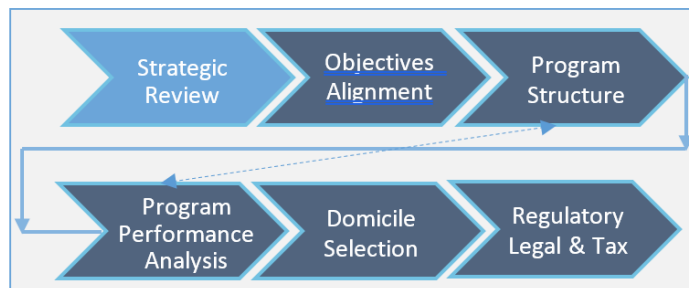 Strategic
Review
Objectives
Alignment
Program
Structure
Program
Performance
Analysis
Domicile
Selection
Regulatory
Legal & Tax